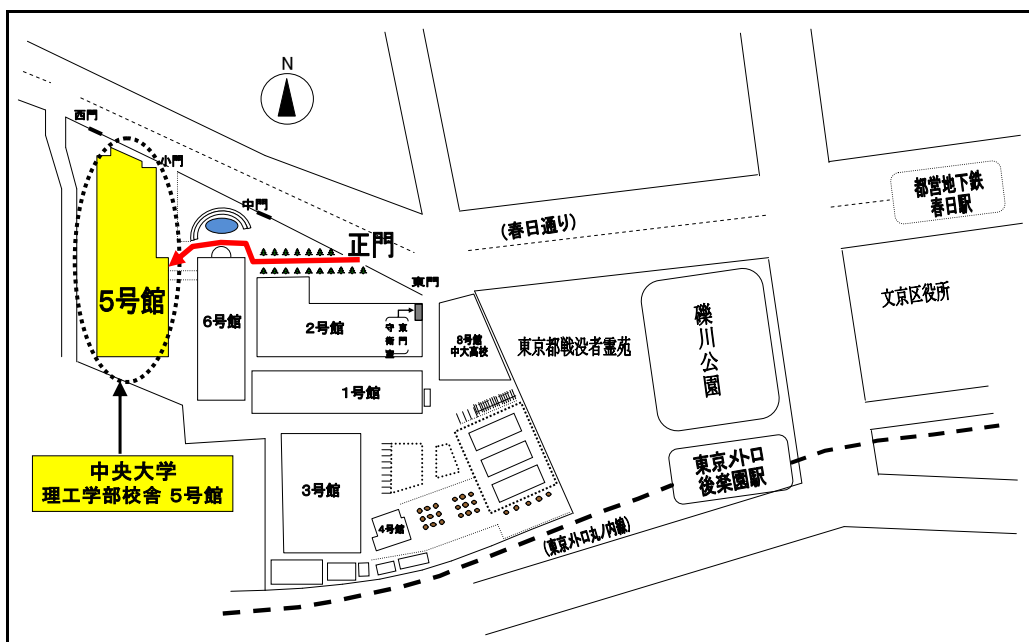 N
西門
小門
中門
正門
東門
(春日通り)
都営地下鉄
春日駅
文京区役所
礫川公園
東京都戦没者霊苑
8号館
中大高校
東門
守衛室
2号館
6号館
5号館
1号館
3号館
4号館
東京メトロ
後楽園駅
(東京メトロ丸ノ内線)
中央大学
理工学部校舎 5号館